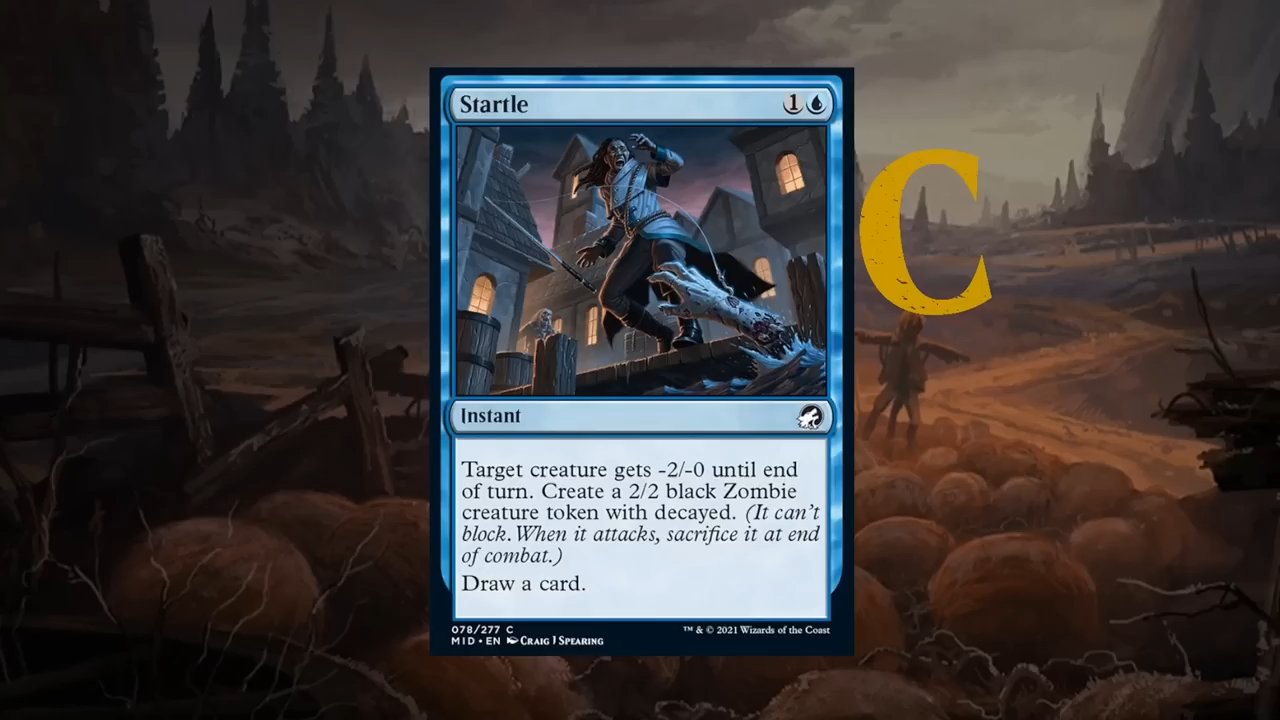 Startle 1
C
Instant
Target creature gets -2/-0 until end
of turn. Create a 2/2 black Zombie
creature token with decayed. (It can't
block. When it attacks, sacrifice it at end
of combat.)
Draw a card.
078/277 C
MID • EN Craig J Spearing
™ & © 2021 Wizards of the Coast